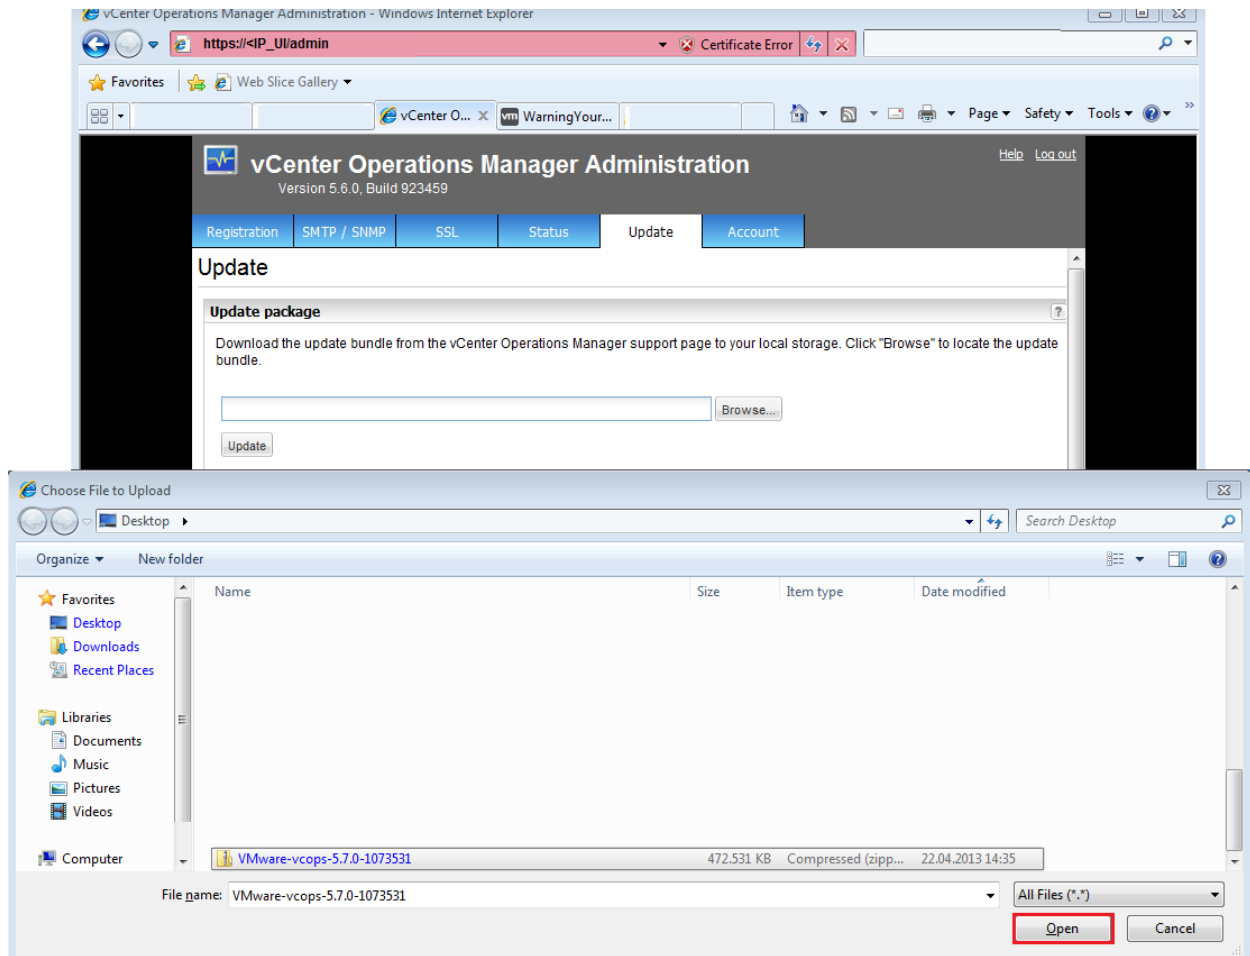 vCenter Operations Manager Administration - Windows Internet Explorer
https://<IP_UI/admin
Certificate Error
Favorites
Web Slice Gallery
vCenter O...
vm WarningYour...
Page
Safety
Tools
vCenter Operations Manager Administration
Help Log out
Version 5.6.0, Build 923459
Registration SMTP / SNMP SSL Status Update Account
Update
Update package
?
Download the update bundle from the vCenter Operations Manager support page to your local storage. Click "Browse" to locate the update
bundle.
Browse...
Update
Choose File to Upload
Desktop
Search Desktop
Organize
New folder
Name Size Item type Date modified
Favorites
Desktop
Downloads
Recent Places
Libraries
Documents
Music
Pictures
Videos
Computer
VMware-vcops-5.7.0-1073531 472.531 KB Compressed (zipp... 22.04.2013 14:35
File name: VMware-vcops-5.7.0-1073531 All Files (*.*)
Open Cancel